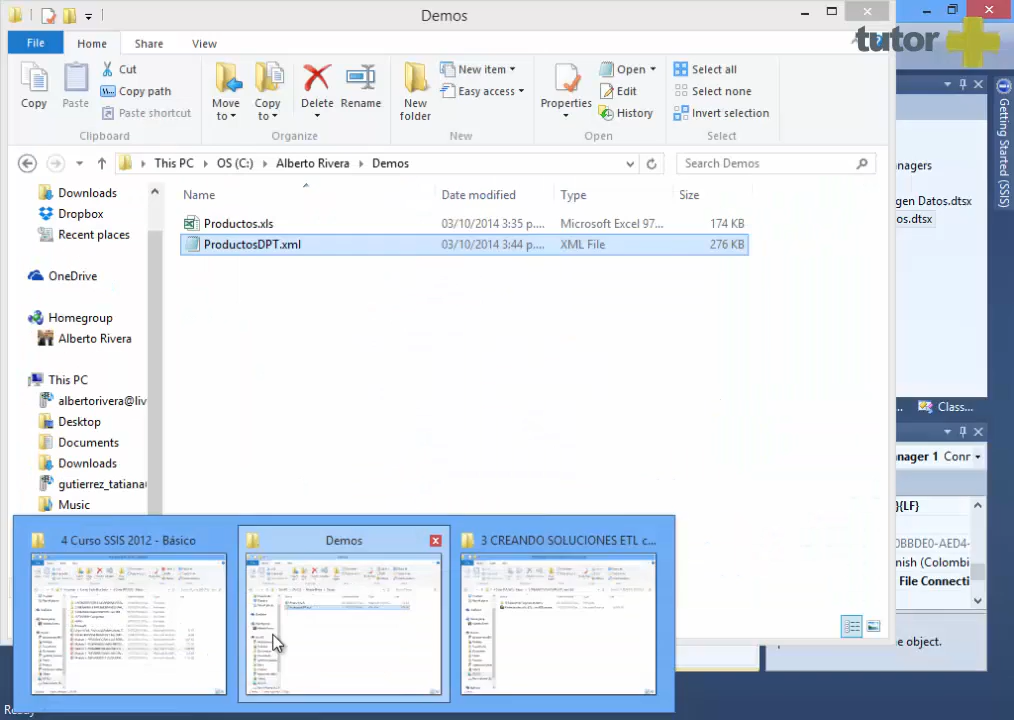 Demos
tutor
File Home Share View
Copy
Paste
Cut
Copy path
Paste shortcut
Clipboard
Move to
Copy to
Delete
Rename
Organize
New folder
New item
Easy access
New
Properties
Open
Edit
History
Open
Select all
Select none
Invert selection
Select
This PC OS (C:) Alberto Rivera Demos
Search Demos
Name Date modified Type Size
Productos.xls 03/10/2014 3:35 p.... Microsoft Excel 97... 174 KB
ProductosDPT.xml 03/10/2014 3:44 p.... XML File 276 KB
Downloads
Dropbox
Recent places
OneDrive
Homegroup
Alberto Rivera
This PC
albertorivera@liv
Desktop
Documents
Downloads
gutierrez_tatiana
Music
Getting Started (SSIS)
nagers
gen Datos.dtsx
os.dtsx
... Class...
nager 1 Conr
}{LF}
0BBDE0-AED4-
nish (Colombi
File Connecti
e object.
4 Curso SSIS 2012 - Básico
Demos
3 CREANDO SOLUCIONES ETL c...
Ready